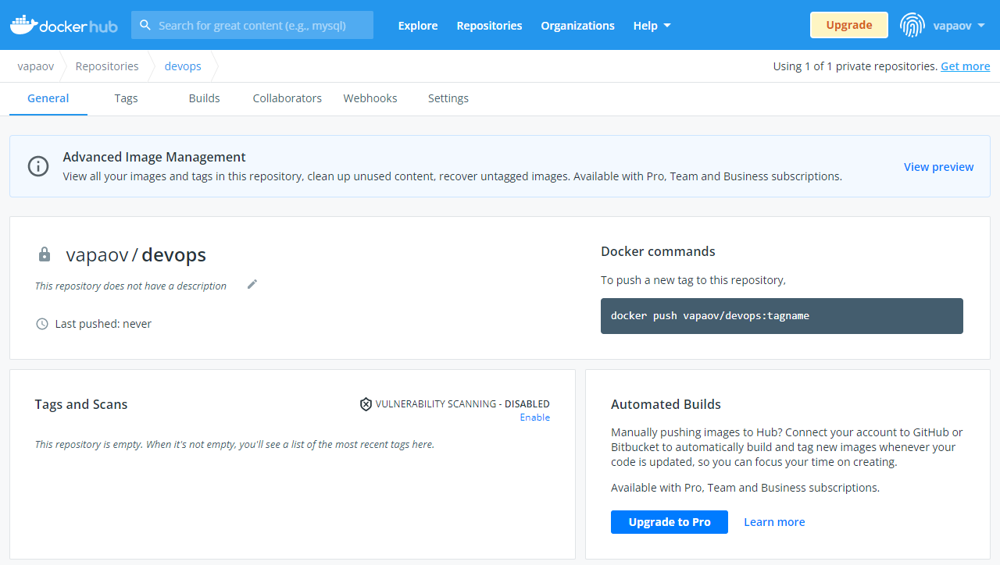 dockerhub
Search for great content (e.g., mysql)
Explore
Repositories
Organizations
Help
Upgrade
vapaov
vapaov
Repositories
devops
Using 1 of 1 private repositories. Get more
General
Tags
Builds
Collaborators
Webhooks
Settings
Advanced Image Management
View all your images and tags in this repository, clean up unused content, recover untagged images. Available with Pro, Team and Business subscriptions.
View preview
vapaov / devops
This repository does not have a description
Last pushed: never
Docker commands
To push a new tag to this repository,
docker push vapaov/devops:tagname
Tags and Scans
VULNERABILITY SCANNING - DISABLED
Enable
This repository is empty. When it's not empty, you'll see a list of the most recent tags here.
Automated Builds
Manually pushing images to Hub? Connect your account to GitHub or
Bitbucket to automatically build and tag new images whenever your
code is updated, so you can focus your time on creating.
Available with Pro, Team and Business subscriptions.
Upgrade to Pro
Learn more